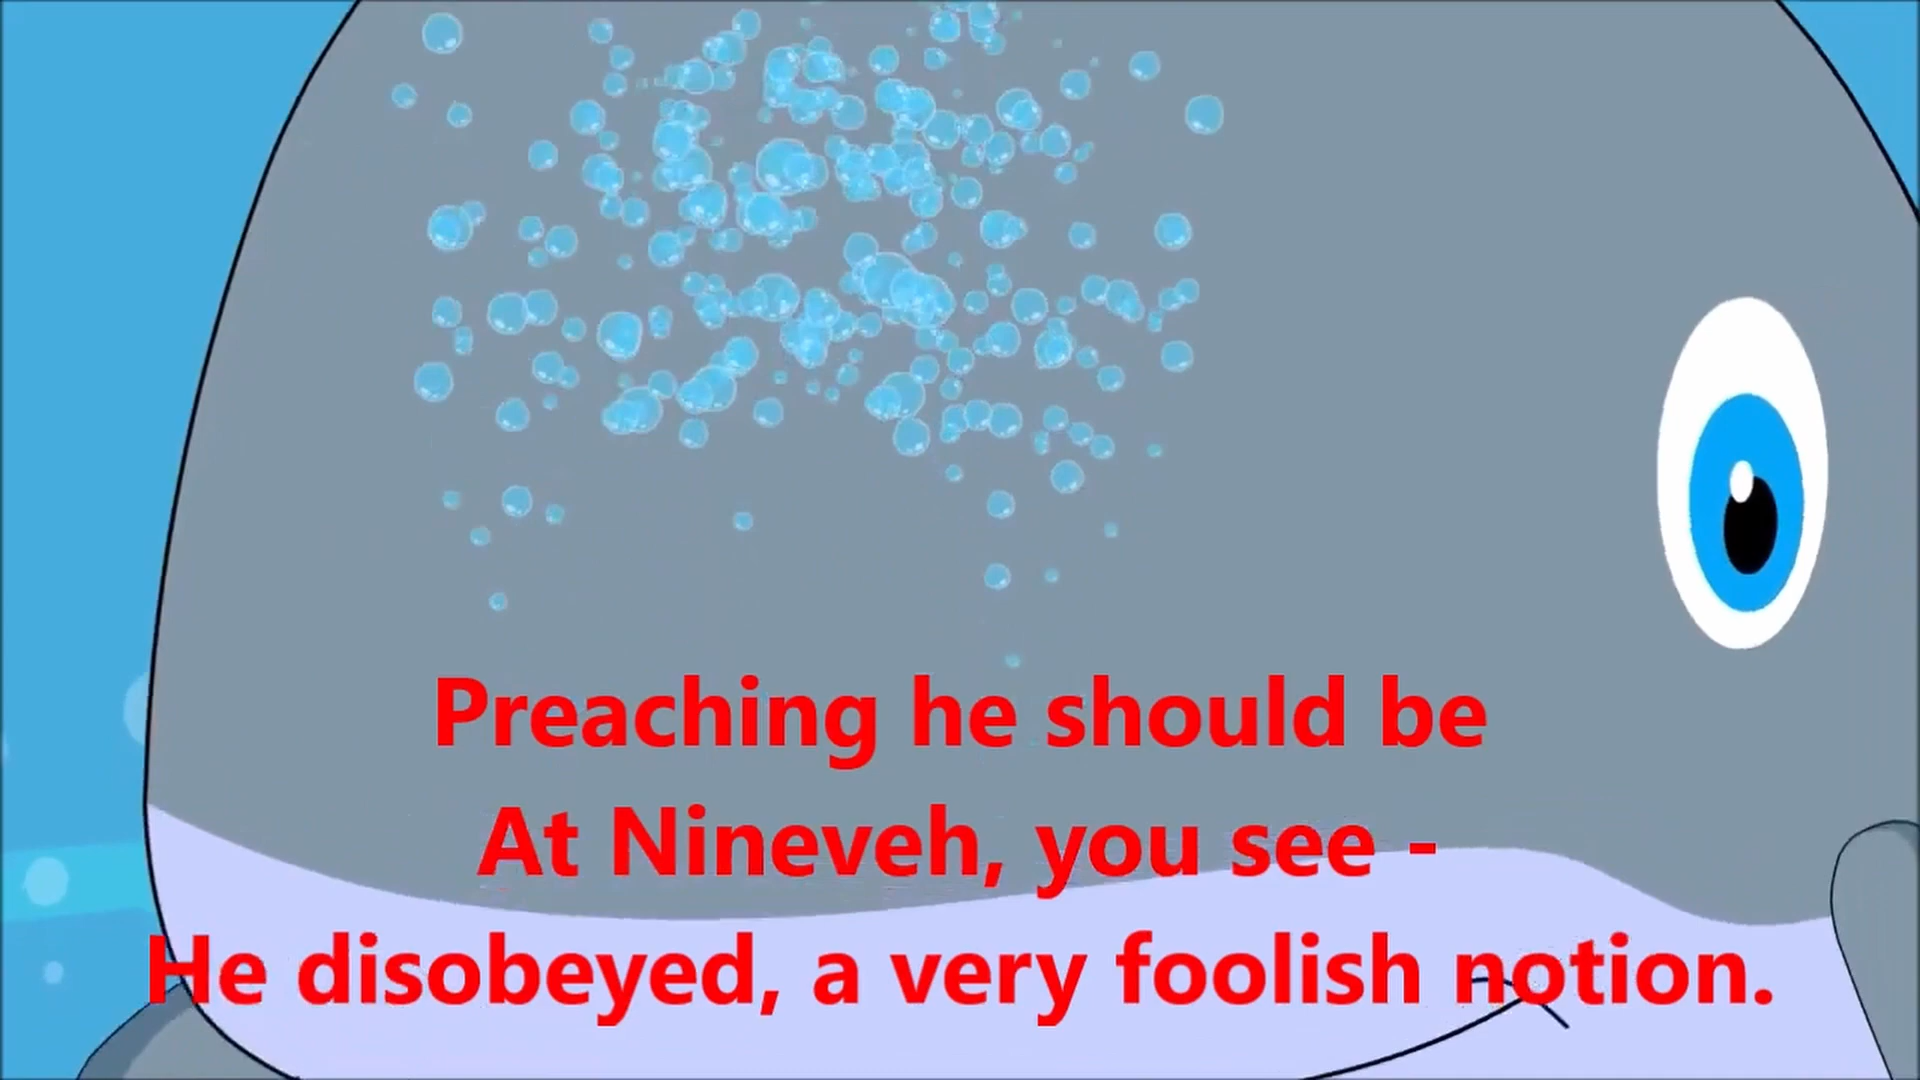 Preaching he should be
At Nineveh, you see -
He disobeyed, a very foolish notion.